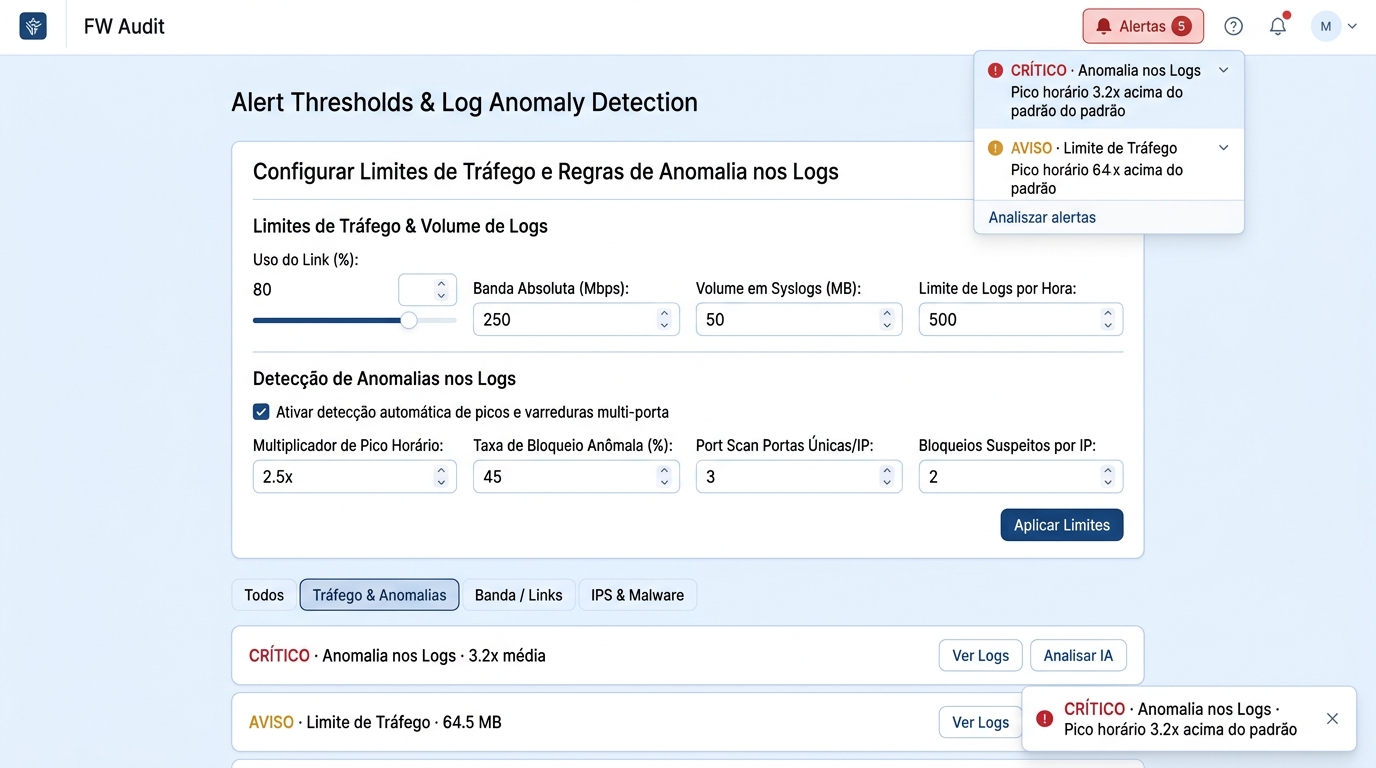 FW Audit
Alertas 5
M
CRÍTICO · Anomalia nos Logs
Pico horário 3.2x acima do
padrão do padrão
AVISO · Limite de Tráfego
Pico horário 64x acima do
padrão
Analiszar alertas
Alert Thresholds & Log Anomaly Detection
Configurar Limites de Tráfego e Regras de Anomalia nos Logs
Limites de Tráfego & Volume de Logs
Uso do Link (%):
80
Banda Absoluta (Mbps):
250
Volume em Syslogs (MB):
50
Limite de Logs por Hora:
500
Detecção de Anomalias nos Logs
Ativar detecção automática de picos e varreduras multi-porta
Multiplicador de Pico Horário:
2.5x
Taxa de Bloqueio Anômala (%):
45
Port Scan Portas Únicas/IP:
3
Bloqueios Suspeitos por IP:
2
Aplicar Limites
Todos
Tráfego & Anomalias
Banda / Links
IPS & Malware
CRÍTICO · Anomalia nos Logs · 3.2x média
Ver Logs
Analisar IA
AVISO · Limite de Tráfego · 64.5 MB
Ver Logs
CRÍTICO · Anomalia nos Logs ·
Pico horário 3.2x acima do padrão